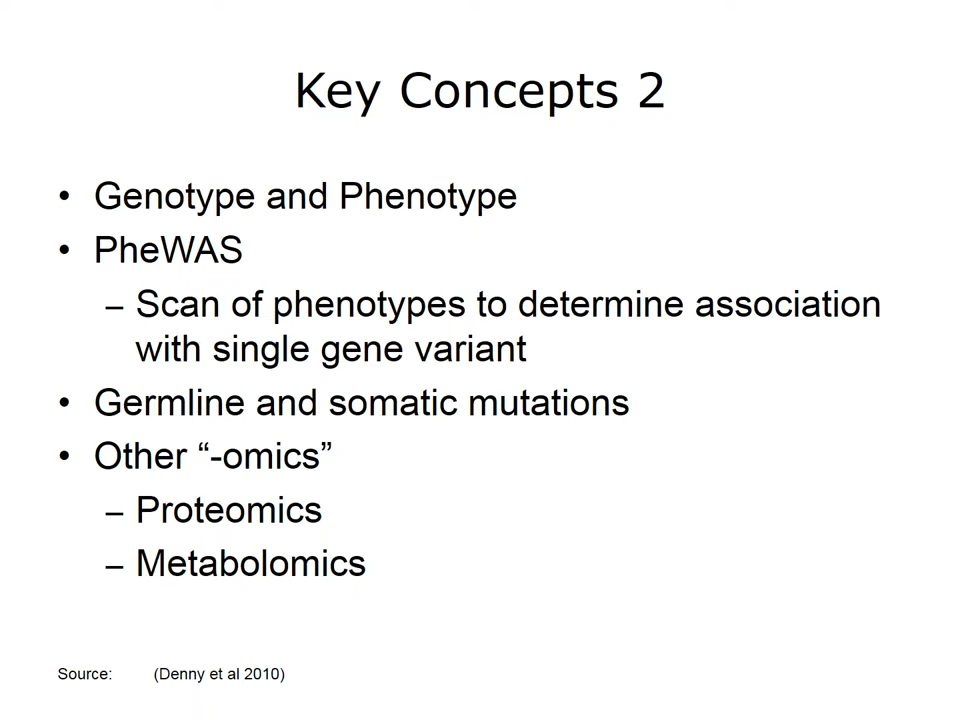 Key Concepts 2
• Genotype and Phenotype
• PheWAS
– Scan of phenotypes to determine association
with single gene variant
• Germline and somatic mutations
• Other “-omics”
– Proteomics
– Metabolomics
Source: (Denny et al 2010)